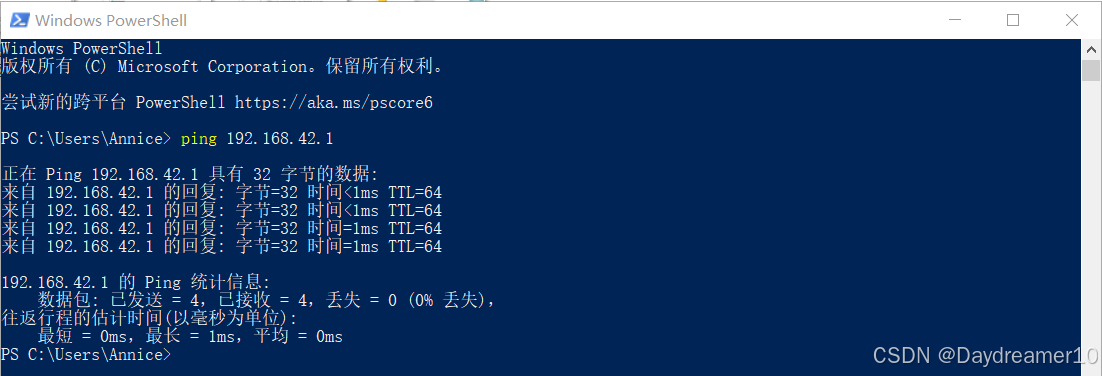 Windows PowerShell
Windows PowerShell
版权所有 (C) Microsoft Corporation。保留所有权利。
尝试新的跨平台 PowerShell https://aka.ms/pscore6
PS C:\Users\Annice> ping 192.168.42.1
正在 Ping 192.168.42.1 具有 32 字节的数据:
来自 192.168.42.1 的回复: 字节=32 时间<1ms TTL=64
来自 192.168.42.1 的回复: 字节=32 时间<1ms TTL=64
来自 192.168.42.1 的回复: 字节=32 时间=1ms TTL=64
来自 192.168.42.1 的回复: 字节=32 时间=1ms TTL=64
192.168.42.1 的 Ping 统计信息:
数据包: 已发送 = 4，已接收 = 4，丢失 = 0 (0% 丢失)，
往返行程的估计时间(以毫秒为单位):
最短 = 0ms，最长 = 1ms，平均 = 0ms
PS C:\Users\Annice>
CSDN @Daydreamer10